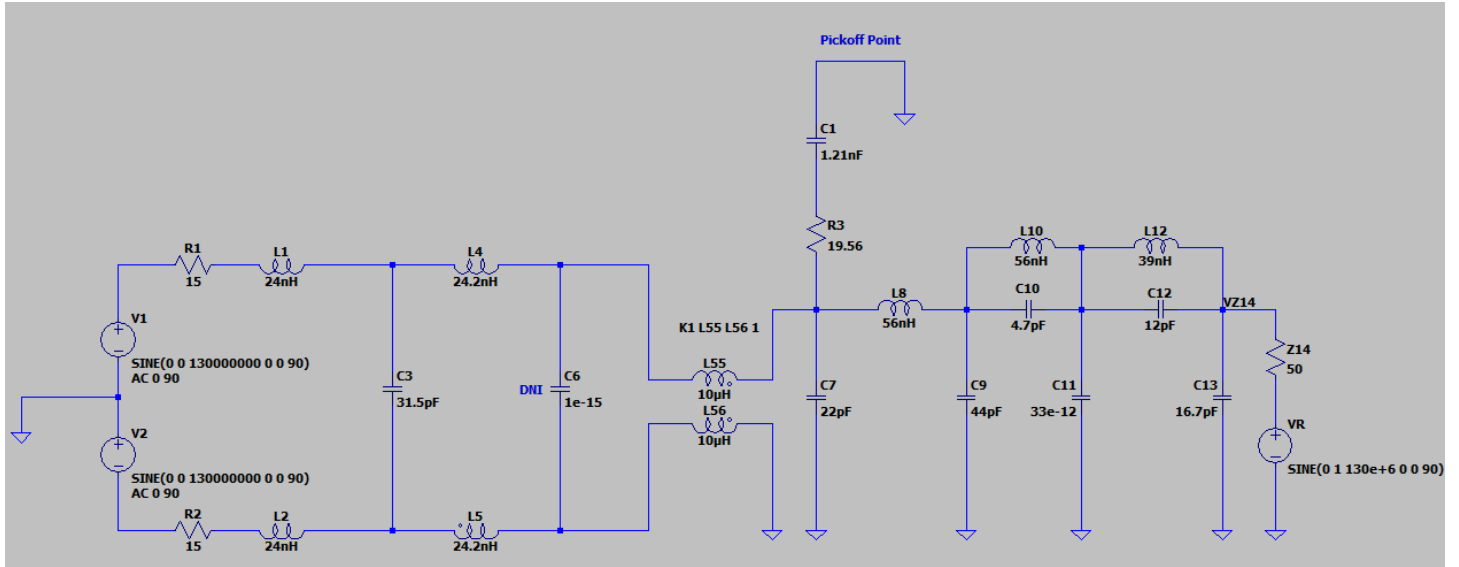 Pickoff Point
C1
1.21nF
R3
19.56
R1
15
L1
24nH
L4
24.2nH
L10
56nH
L12
39nH
C10
4.7pF
C12
12pF
L8
56nH
VZ14
V1
SINE(0 0 130000000 0 0 90)
AC 0 90
K1 L55 L56 1
L55
10µH
L56
10µH
C3
31.5pF
DNI
C6
1e-15
C7
22pF
C9
44pF
C11
33e-12
C13
16.7pF
Z14
50
VR
SINE(0 1 130e+6 0 0 90)
V2
SINE(0 0 130000000 0 0 90)
AC 0 90
R2
15
L2
24nH
L5
24.2nH